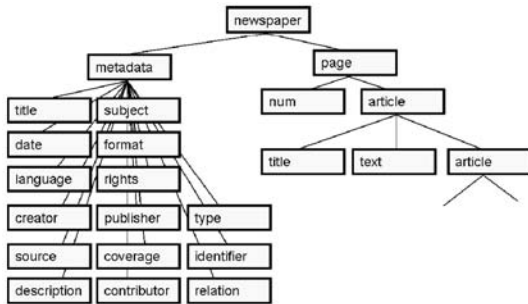 newspaper
metadata
page
title
subject
num
article
date
format
title
text
article
language
rights
creator
publisher
type
source
coverage
identifier
description
contributor
relation